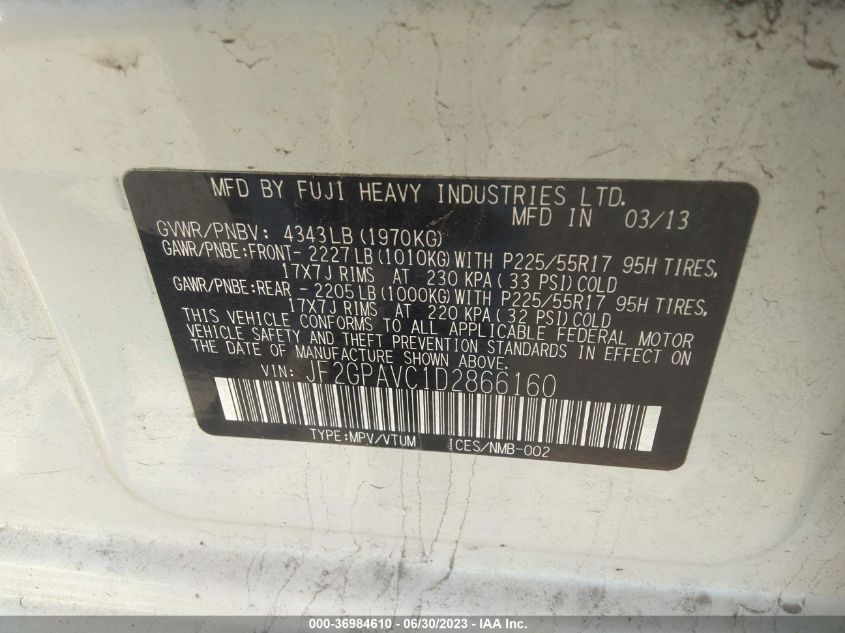 MFD BY FUJI HEAVY INDUSTRIES LTD.
MFD IN 03/13
GVWR/PNBV: 4343LB(1970KG)
GAWR/PNBE:FRONT- 2227LB(1010KG)WITH P225/55R17 95H TIRES,
17X7J RIMS AT 230 KPA( 33 PSI)COLD
GAWR/PNBE:REAR - 2205LB(1000KG)WITH P225/55R17 95H TIRES,
17X7J RIMS AT 220 KPA( 32 PSI)COLD
THIS VEHICLE CONFORMS TO ALL APPLICABLE FEDERAL MOTOR
VEHICLE SAFETY AND THEFT PREVENTION STANDARDS IN EFFECT ON
THE DATE OF MANUFACTURE SHOWN ABOVE.
VIN: JF2GPAVC1D2866160
TYPE:MPV/VTUM ICES/NMB-002
000-36984610 - 06/30/2023 - IAA Inc.